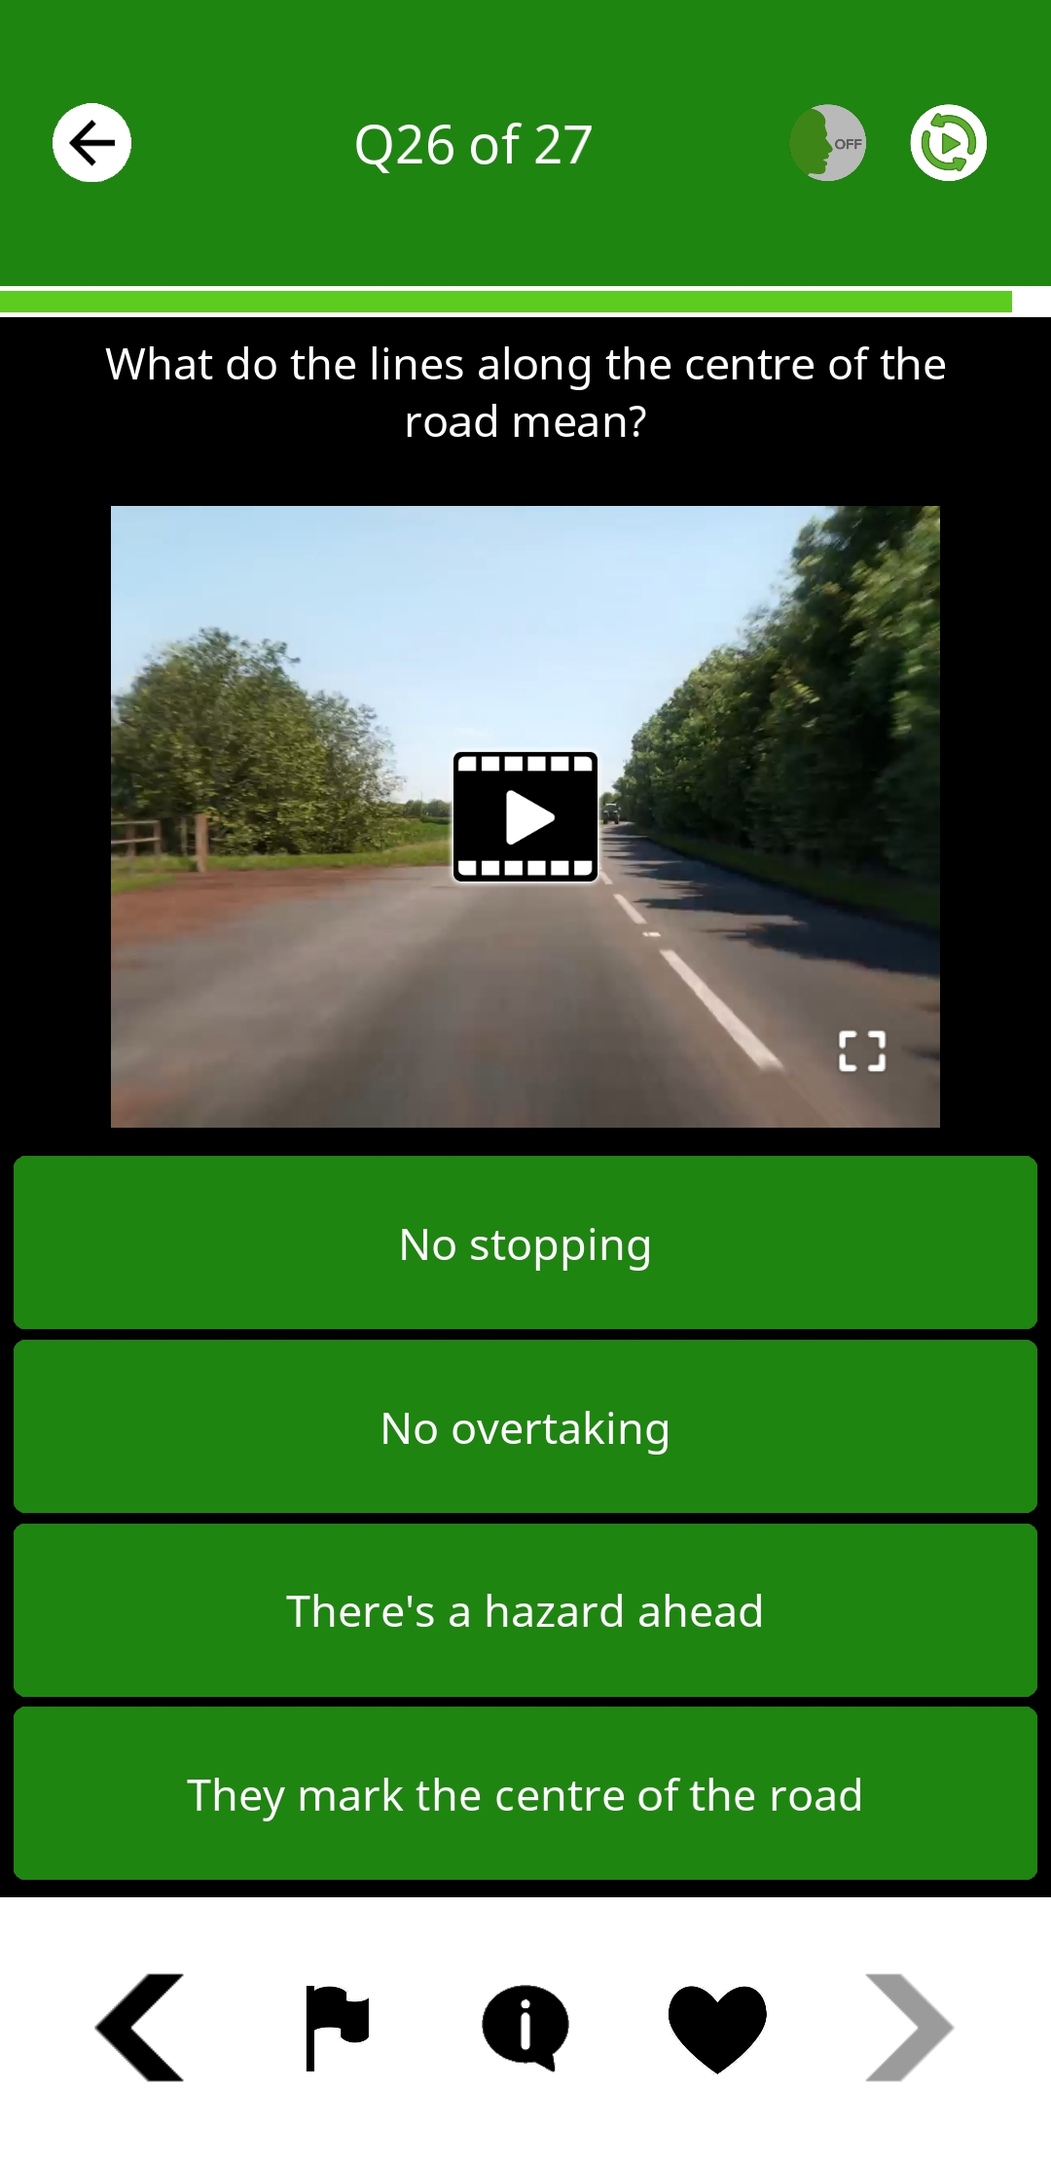 Q26 of 27
OFF
What do the lines along the centre of the
road mean?
No stopping
No overtaking
There's a hazard ahead
They mark the centre of the road